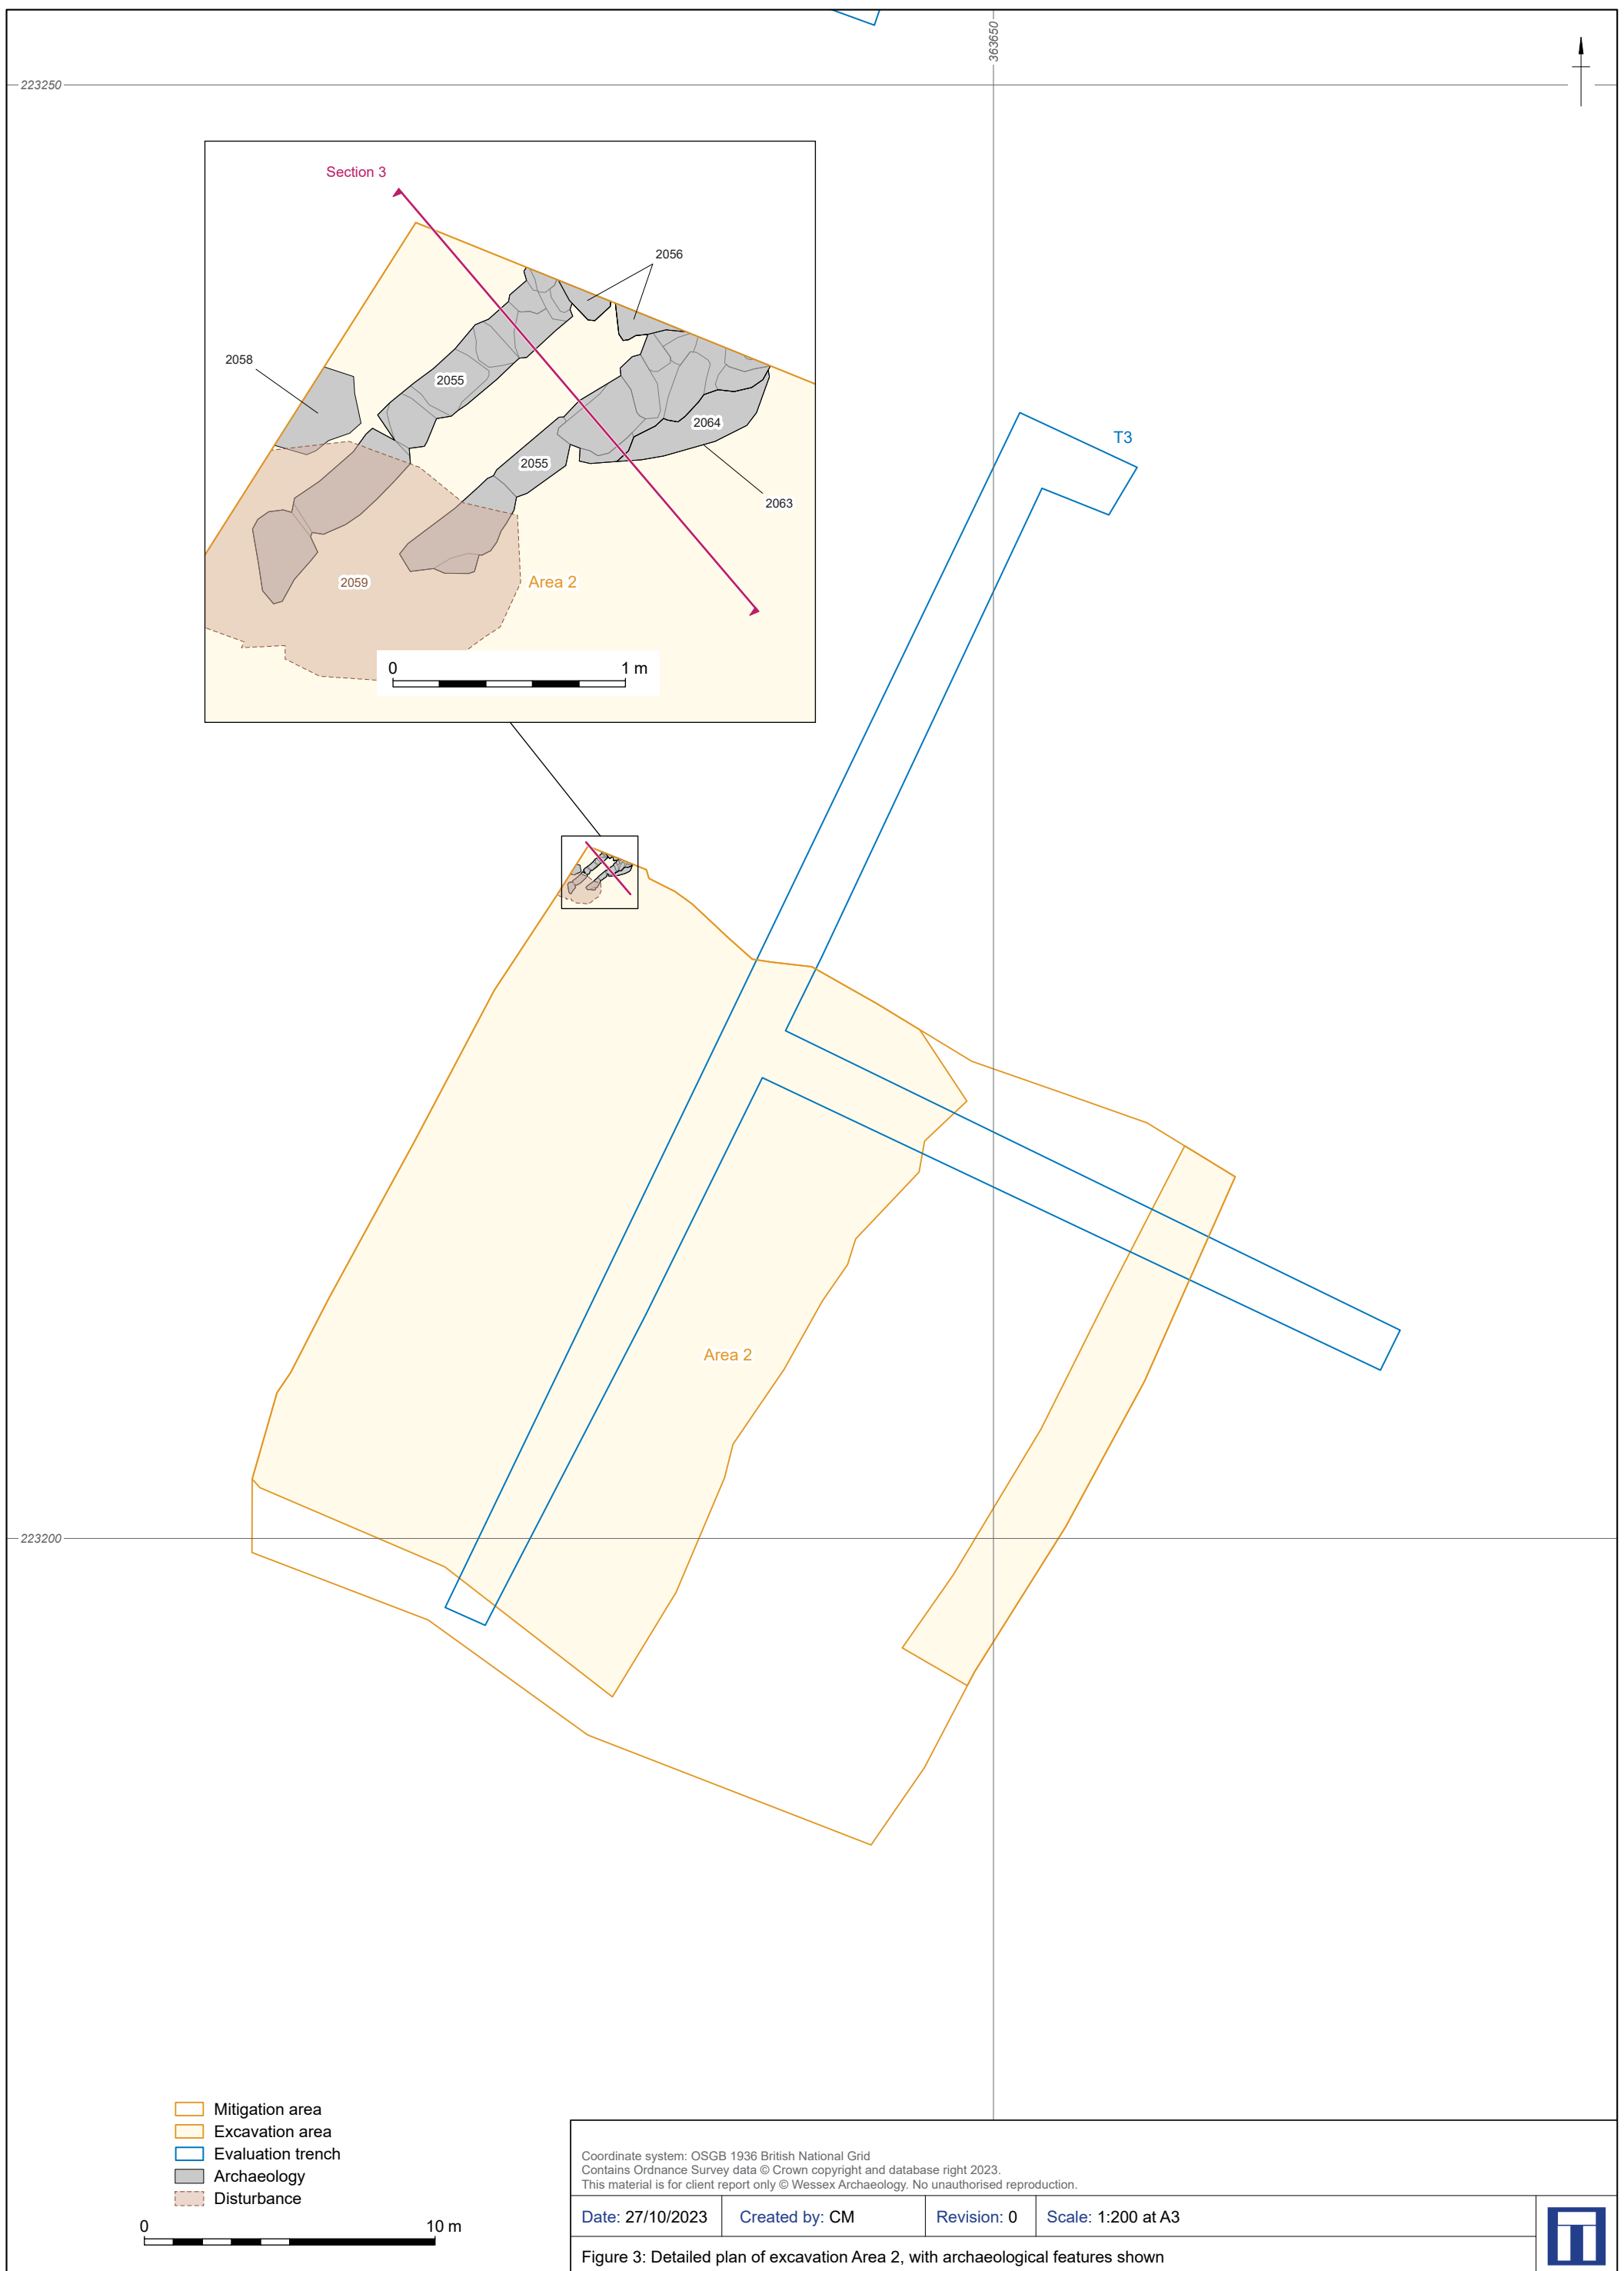 363650
223250
Section 3
2056
2058
2055
2064
2055
2063
2059
Area 2
0 1 m
T3
Area 2
223200
Mitigation area
Excavation area
Evaluation trench
Archaeology
Disturbance
0 10 m
Coordinate system: OSGB 1936 British National Grid
Contains Ordnance Survey data © Crown copyright and database right 2023.
This material is for client report only © Wessex Archaeology. No unauthorised reproduction.
Date: 27/10/2023 Created by: CM Revision: 0 Scale: 1:200 at A3
Figure 3: Detailed plan of excavation Area 2, with archaeological features shown